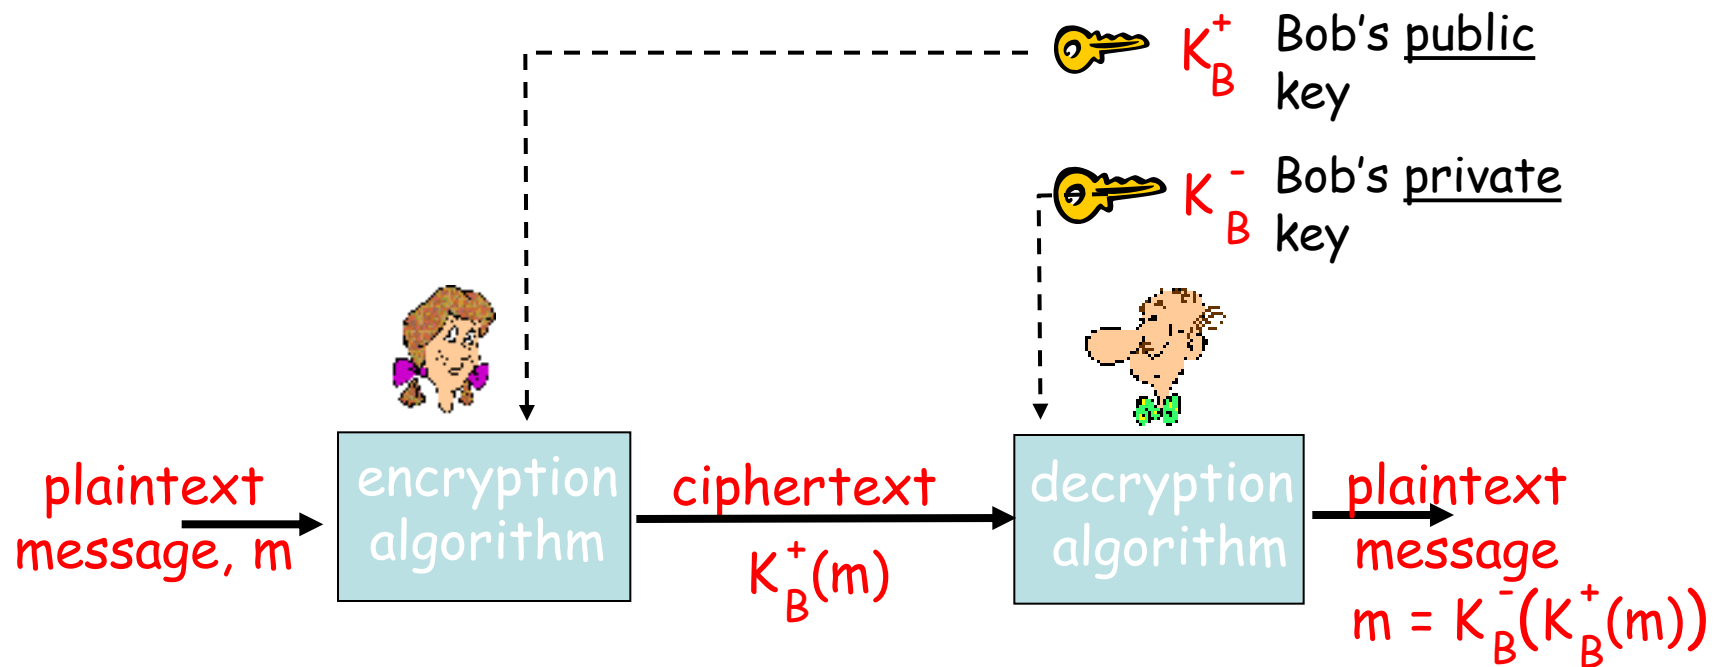 K_B^+ Bob's public
key
K_B^- Bob's private
key
plaintext
message, m
encryption
algorithm
ciphertext
K_B^+(m)
decryption
algorithm
plaintext
message
m = K_B^-(K_B^+(m))